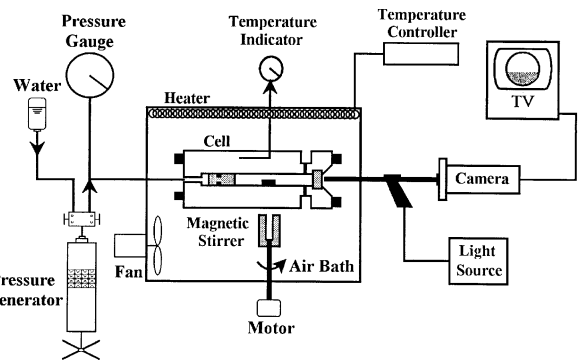 Pressure
Gauge
Temperature
Indicator
Temperature
Controller
Water
TV
Heater
Cell
Camera
Magnetic
Stirrer
Light
Source
Fan
Air Bath
ressure
enerator
Motor